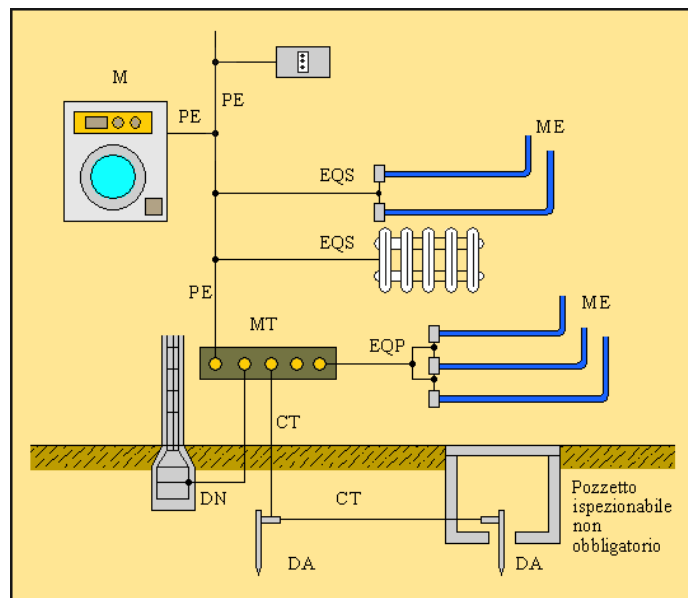 M
PE
PE
ME
EQS
EQS
PE
MT
ME
EQP
CT
DN
CT
Pozzetto
ispezionabile
non
obbligatorio
DA
DA